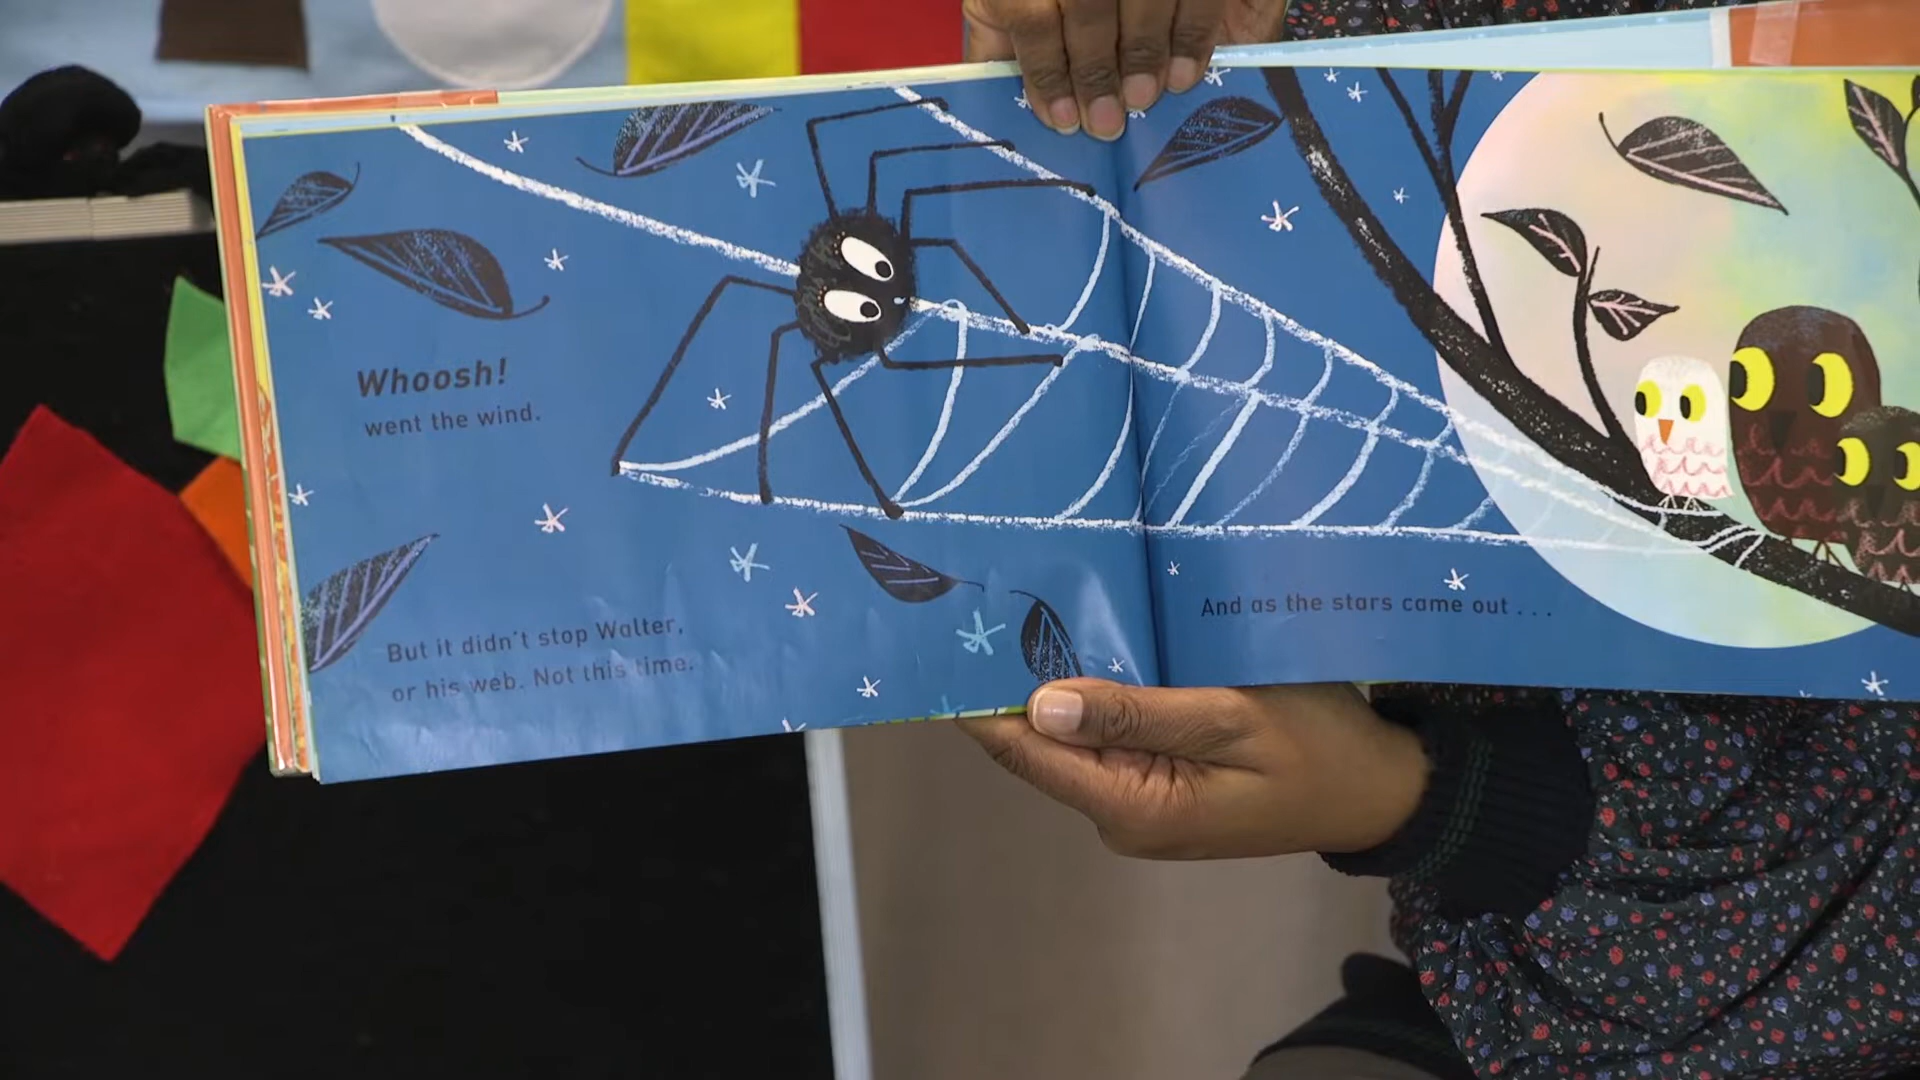 Whoosh!
went the wind.
But it didn't stop Walter,
or his web. Not this time.
And as the stars came out . . .